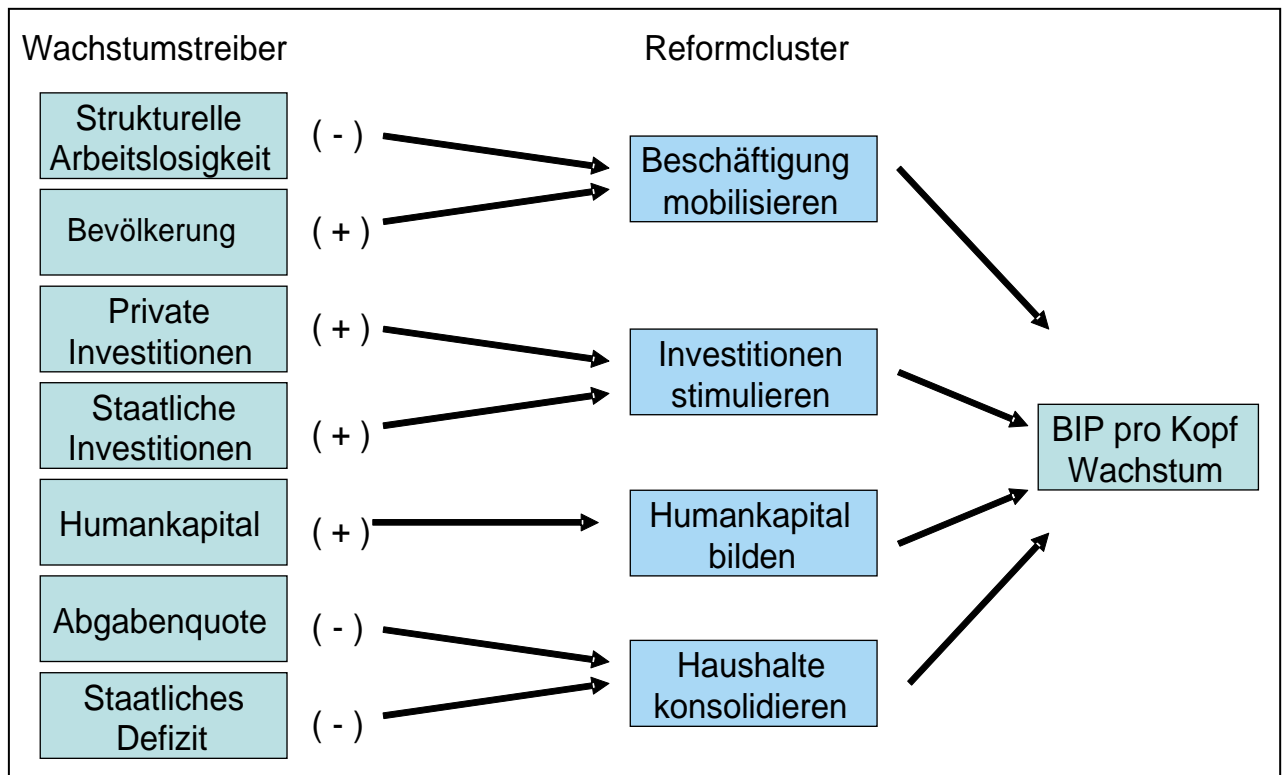 Wachstumstreiber
Reformcluster
Strukturelle
Arbeitslosigkeit
( - )
Bevölkerung
( + )
Beschäftigung
mobilisieren
Private
Investitionen
( + )
Staatliche
Investitionen
( + )
Investitionen
stimulieren
Humankapital
( + )
Humankapital
bilden
Abgabenquote
( - )
Staatliches
Defizit
( - )
Haushalte
konsolidieren
BIP pro Kopf
Wachstum